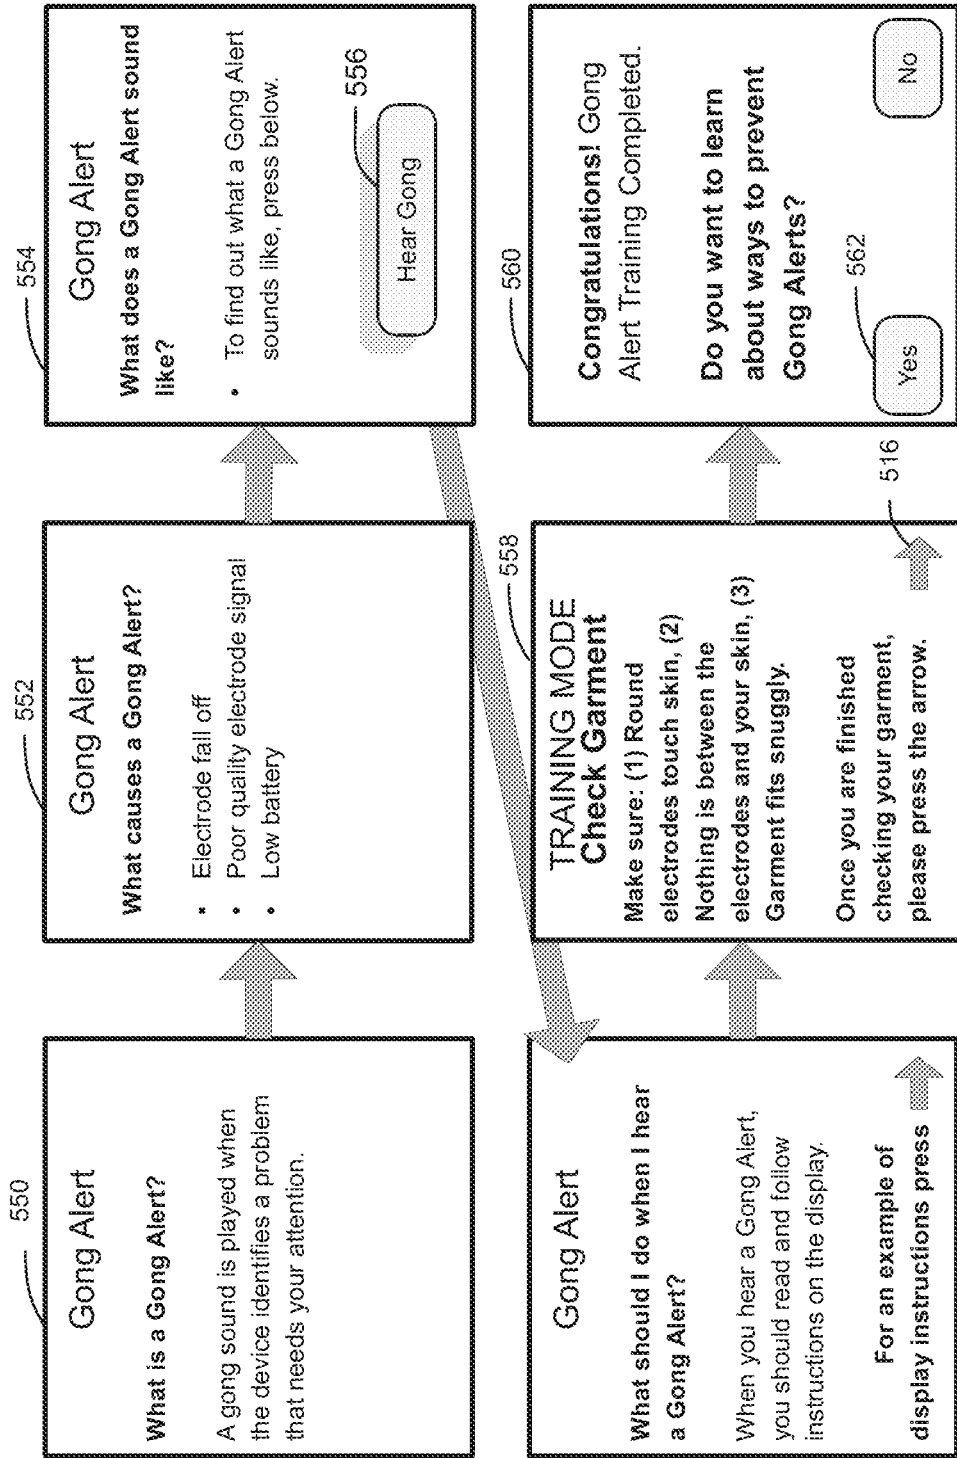 550
Gong Alert
What is a Gong Alert?
A gong sound is played when
the device identifies a problem
that needs your attention.
552
Gong Alert
What causes a Gong Alert?
• Electrode fall off
• Poor quality electrode signal
• Low battery
554
Gong Alert
What does a Gong Alert sound
like?
• To find out what a Gong Alert
sounds like, press below.
556
Hear Gong
Gong Alert
What should I do when I hear
a Gong Alert?
When you hear a Gong Alert,
you should read and follow
instructions on the display.
For an example of
display instructions press
558
TRAINING MODE
Check Garment
Make sure: (1) Round
electrodes touch skin, (2)
Nothing is between the
electrodes and your skin, (3)
Garment fits snuggly.
Once you are finished
checking your garment,
please press the arrow.
516
560
Congratulations! Gong
Alert Training Completed.
Do you want to learn
about ways to prevent
Gong Alerts?
562
Yes
No